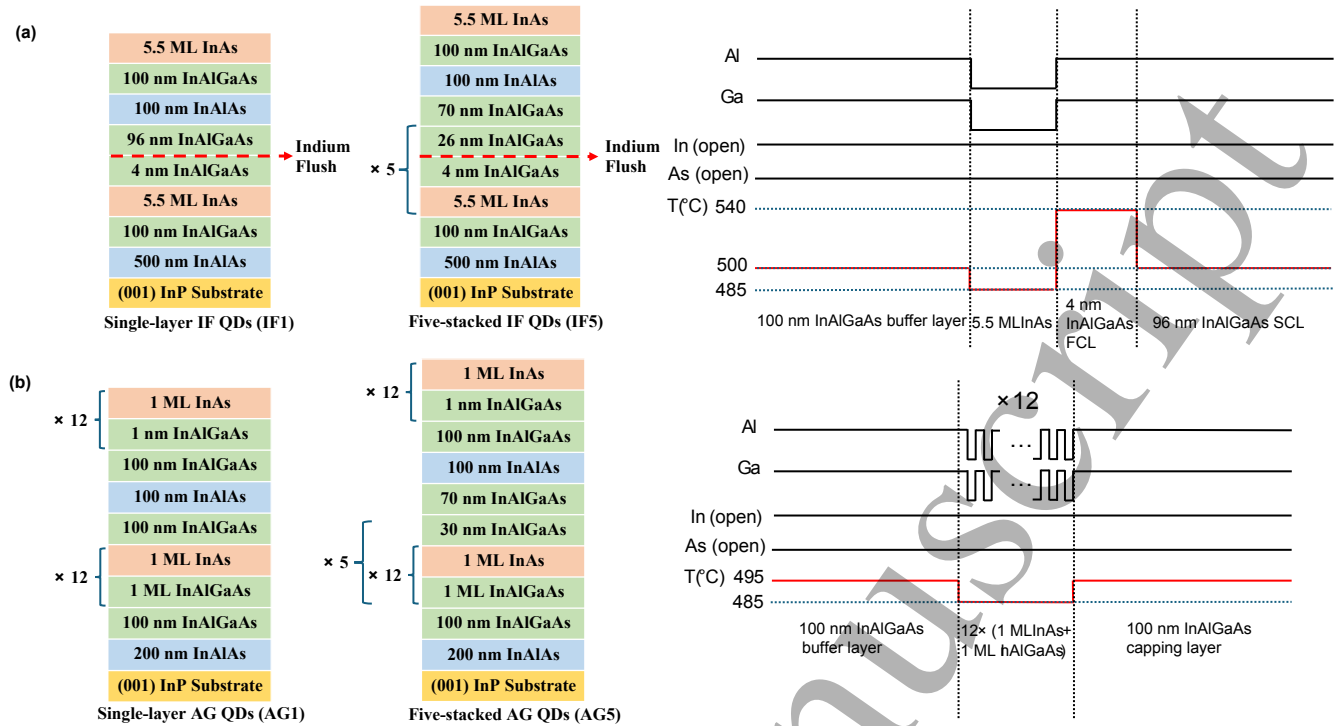 (a)
5.5 ML InAs
100 nm InAlGaAs
100 nm InAlAs
96 nm InAlGaAs
4 nm InAlGaAs
5.5 ML InAs
100 nm InAlGaAs
500 nm InAlAs
(001) InP Substrate
Single-layer IF QDs (IF1)
Indium
Flush
5.5 ML InAs
100 nm InAlGaAs
100 nm InAlAs
70 nm InAlGaAs
26 nm InAlGaAs
4 nm InAlGaAs
5.5 ML InAs
100 nm InAlGaAs
500 nm InAlAs
(001) InP Substrate
× 5
Five-stacked IF QDs (IF5)
Indium
Flush
Al
Ga
In (open)
As (open)
T(°C) 540
500
485
100 nm InAlGaAs buffer layer
5.5 MLInAs
4 nm
InAlGaAs
FCL
96 nm InAlGaAs SCL
(b)
× 12
1 ML InAs
1 nm InAlGaAs
100 nm InAlGaAs
100 nm InAlAs
100 nm InAlGaAs
× 12
1 ML InAs
1 ML InAlGaAs
100 nm InAlGaAs
200 nm InAlAs
(001) InP Substrate
Single-layer AG QDs (AG1)
× 12
1 ML InAs
1 nm InAlGaAs
100 nm InAlGaAs
100 nm InAlAs
70 nm InAlGaAs
30 nm InAlGaAs
× 5
× 12
1 ML InAs
1 ML InAlGaAs
100 nm InAlGaAs
200 nm InAlAs
(001) InP Substrate
Five-stacked AG QDs (AG5)
×12
Al
...
Ga
...
In (open)
As (open)
T(°C) 495
485
100 nm InAlGaAs
buffer layer
12× (1 MLInAs+
1 ML InAlGaAs)
100 nm InAlGaAs
capping layer
nuscript